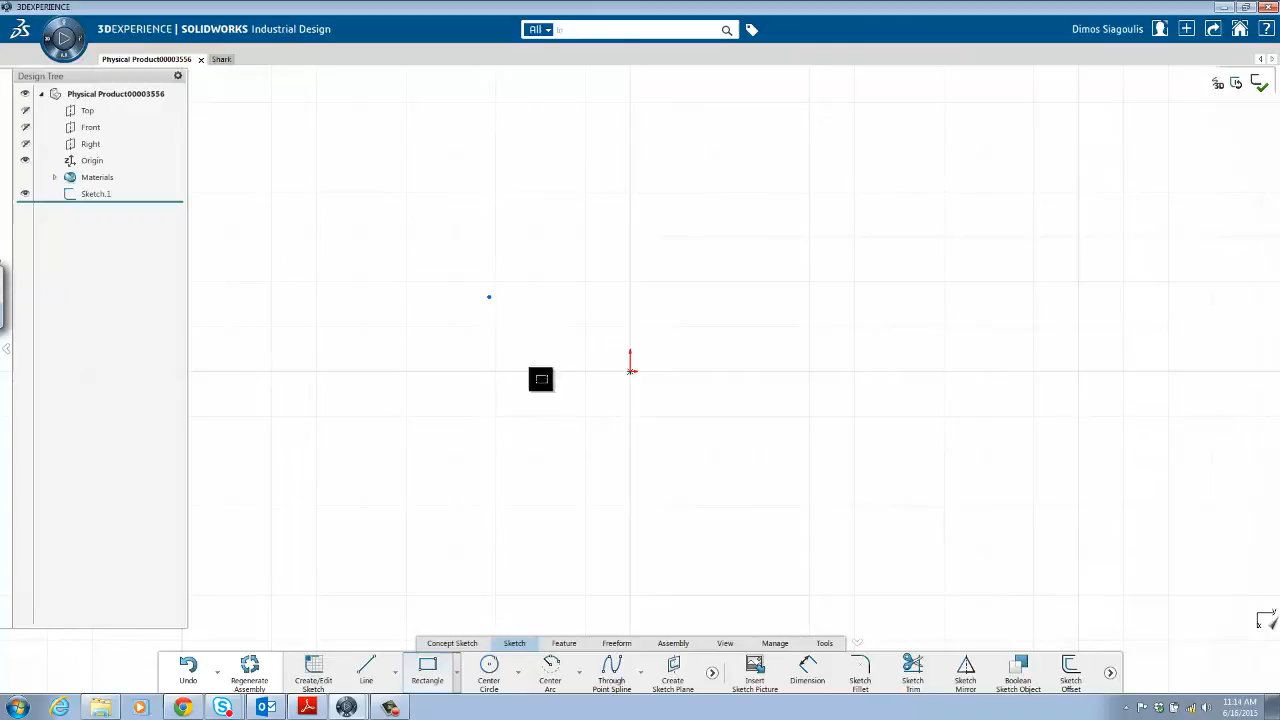 3DEXPERIENCE
3DEXPERIENCE | SOLIDWORKS Industrial Design
All
Dimos Siagoulis
Physical Product00003556
Shark
Design Tree
Physical Product00003556
Top
Front
Right
Origin
Materials
Sketch.1
3D
Concept Sketch Sketch Feature Freeform Assembly View Manage Tools
Undo
Regenerate Assembly
Create/Edit Sketch
Line
Rectangle
Center Circle
Center Arc
Through Point Spline
Create Sketch Plane
Insert Sketch Picture
Dimension
Sketch Fillet
Sketch Trim
Sketch Mirror
Boolean Sketch Object
Sketch Offset
11:14 AM
6/16/2015